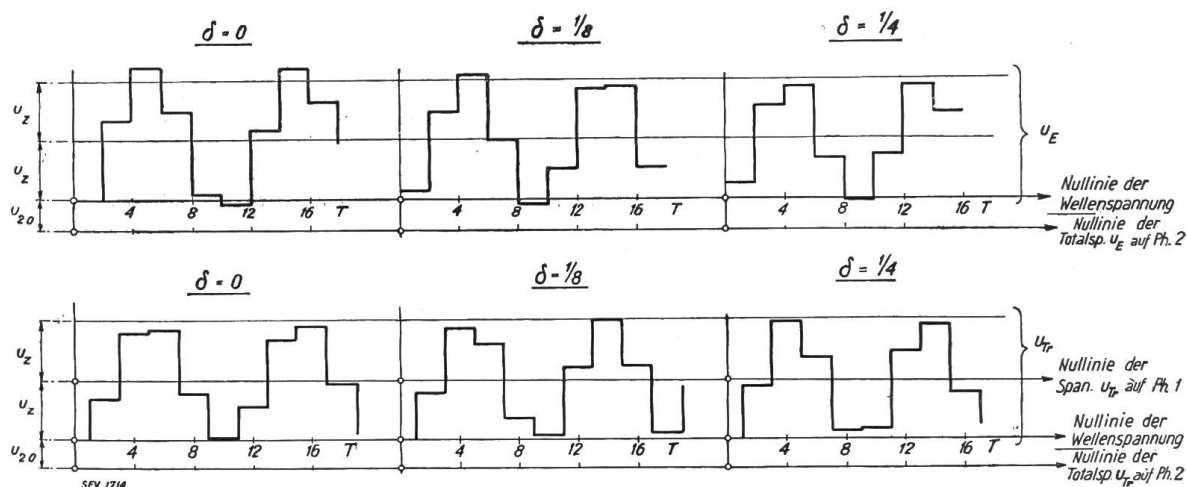 δ = 0
δ = 1/8
δ = 1/4
u_z
u_z
u_20
4 8 12 16 T
4 8 12 16 T
4 8 12 16 T
u_E
Nullinie der
Wellenspannung
Nullinie der
Totalsp. u_E auf Ph. 2
δ = 0
δ = 1/8
δ = 1/4
u_z
u_z
u_20
4 8 12 16 T
4 8 12 16 T
4 8 12 16 T
u_Tr
Nullinie der
Span. u_Tr auf Ph. 1
Nullinie der
Wellenspannung
Nullinie der
Totalsp. u_Tr auf Ph. 2
SEV 1714